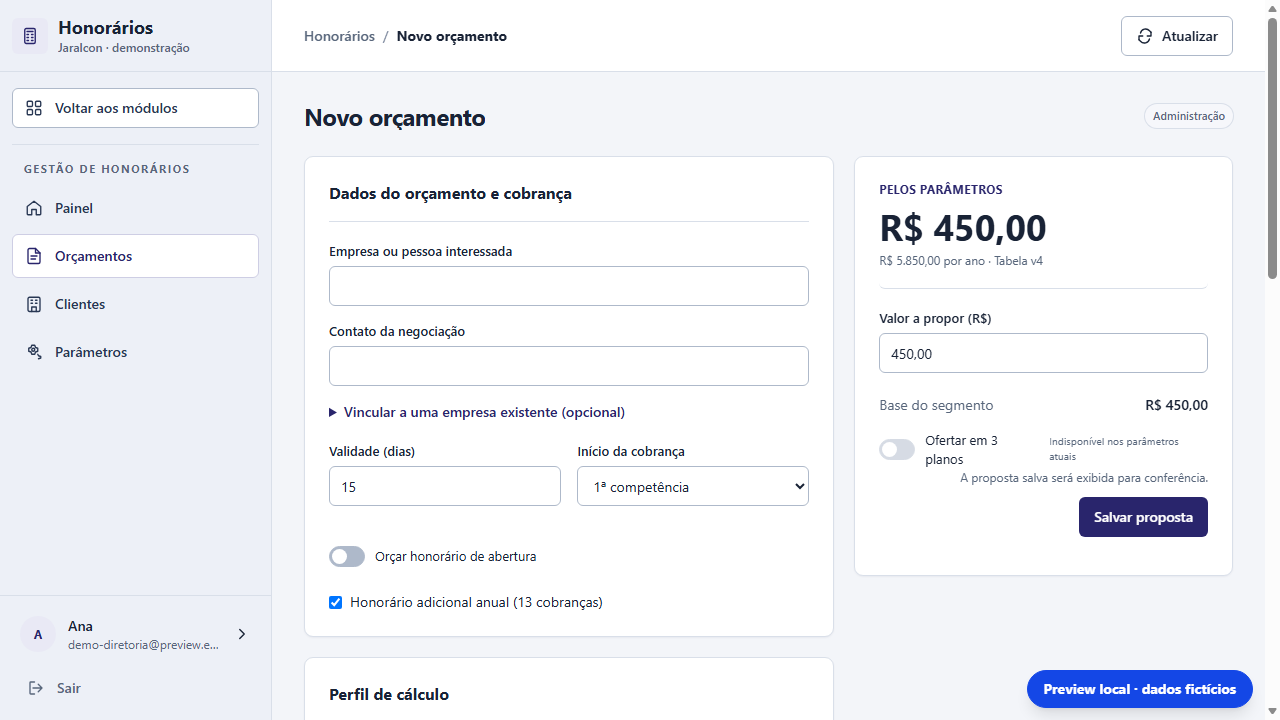 Honorários
Jaralcon · demonstração
Voltar aos módulos
GESTÃO DE HONORÁRIOS
Painel
Orçamentos
Clientes
Parâmetros
A
Ana
demo-diretoria@preview.e...
Sair
Honorários / Novo orçamento
Atualizar
Novo orçamento
Administração
Dados do orçamento e cobrança
Empresa ou pessoa interessada
Contato da negociação
Vincular a uma empresa existente (opcional)
Validade (dias)
Início da cobrança
15
1ª competência
Orçar honorário de abertura
Honorário adicional anual (13 cobranças)
Perfil de cálculo
PELOS PARÂMETROS
R$ 450,00
R$ 5.850,00 por ano · Tabela v4
Valor a propor (R$)
450,00
Base do segmento
R$ 450,00
Ofertar em 3
planos
Indisponível nos parâmetros
atuais
A proposta salva será exibida para conferência.
Salvar proposta
Preview local · dados fictícios